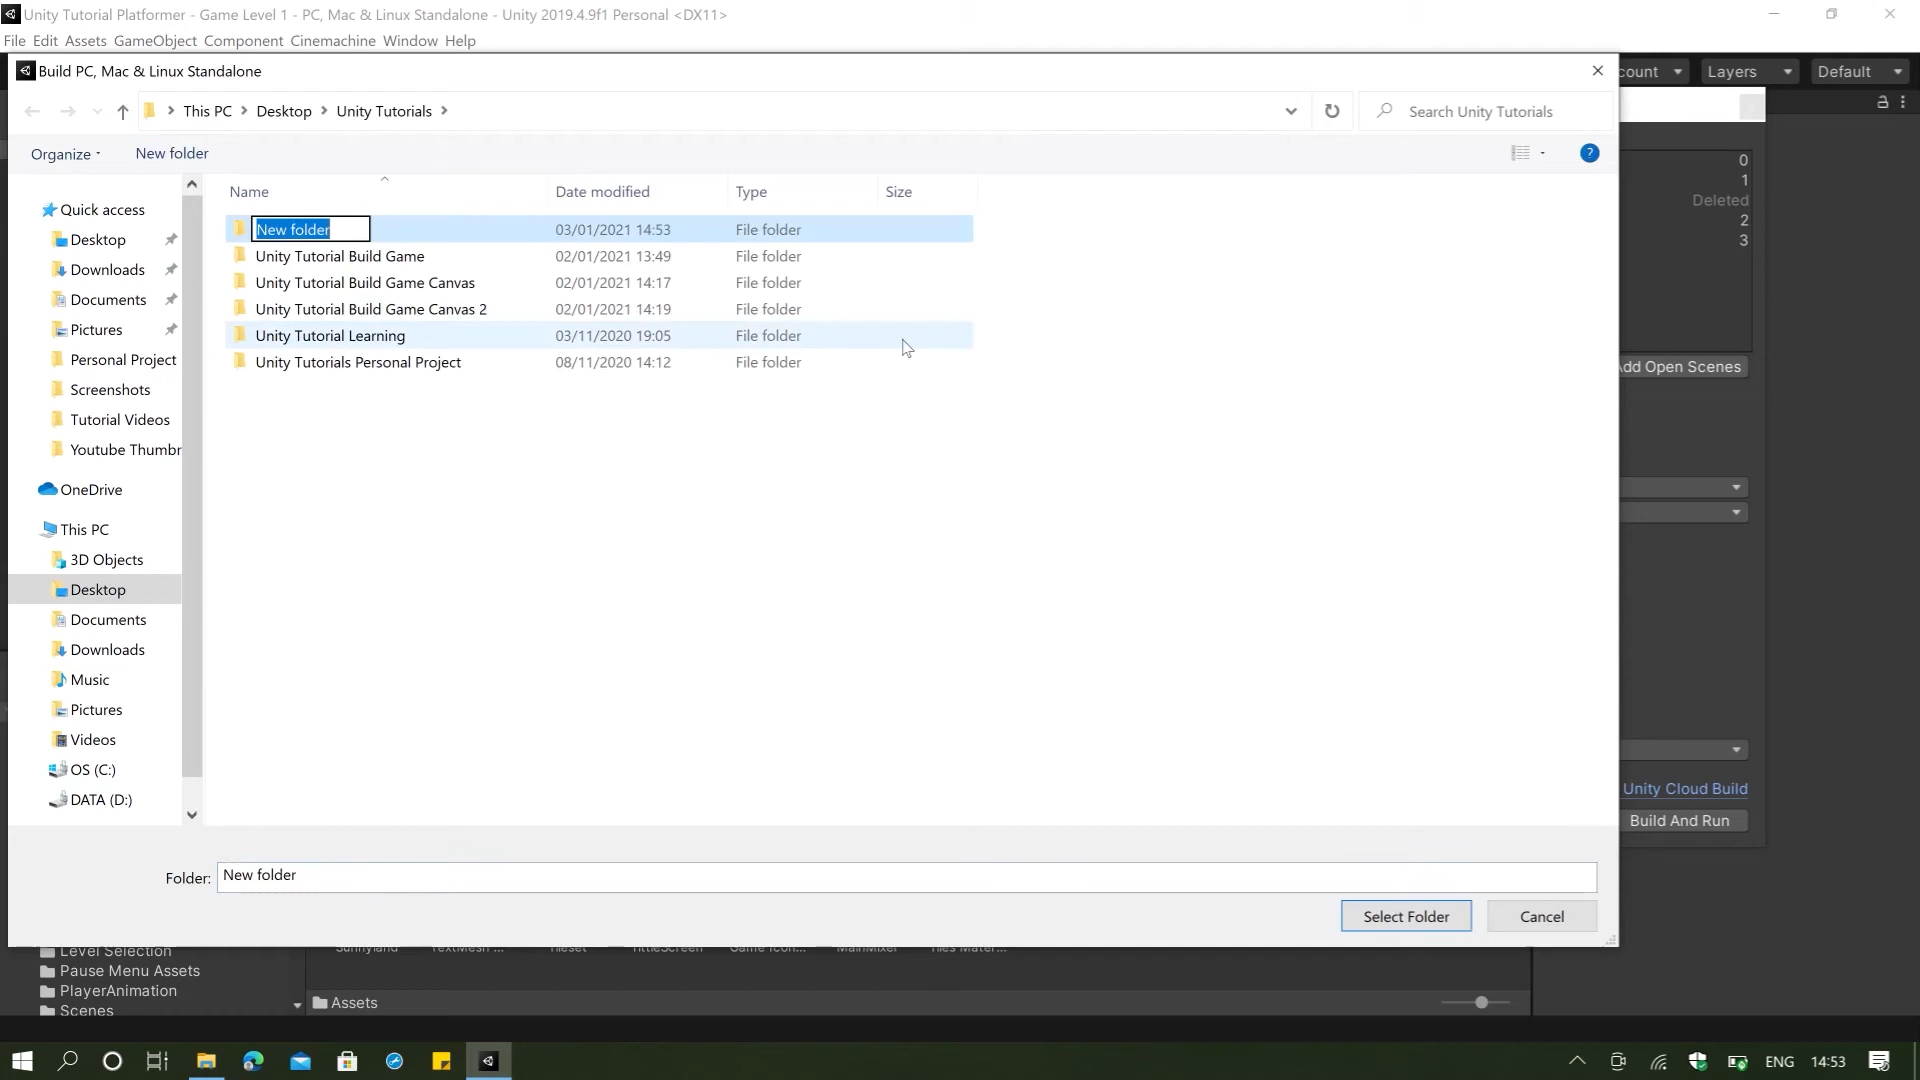 Unity Tutorial Platformer - Game Level 1 - PC, Mac & Linux Standalone - Unity 2019.4.9f1 Personal <DX11>
File Edit Assets GameObject Component Cinemachine Window Help
Build PC, Mac & Linux Standalone
count Layers Default
This PC Desktop Unity Tutorials
Search Unity Tutorials
Organize New folder
Name Date modified Type Size
New folder 03/01/2021 14:53 File folder
Unity Tutorial Build Game 02/01/2021 13:49 File folder
Unity Tutorial Build Game Canvas 02/01/2021 14:17 File folder
Unity Tutorial Build Game Canvas 2 02/01/2021 14:19 File folder
Unity Tutorial Learning 03/11/2020 19:05 File folder
Unity Tutorials Personal Project 08/11/2020 14:12 File folder
Quick access
Desktop
Downloads
Documents
Pictures
Personal Project
Screenshots
Tutorial Videos
Youtube Thumbr
OneDrive
This PC
3D Objects
Desktop
Documents
Downloads
Music
Pictures
Videos
OS (C:)
DATA (D:)
0
1
Deleted
2
3
dd Open Scenes
Unity Cloud Build
Build And Run
Folder: New folder
Select Folder Cancel
Level Selection
Pause Menu Assets
PlayerAnimation
Scenes
Sunnyland TextMesh ... Tileset TittleScreen Game Icon... MainMixer Tiles Mater...
Assets
ENG 14:53